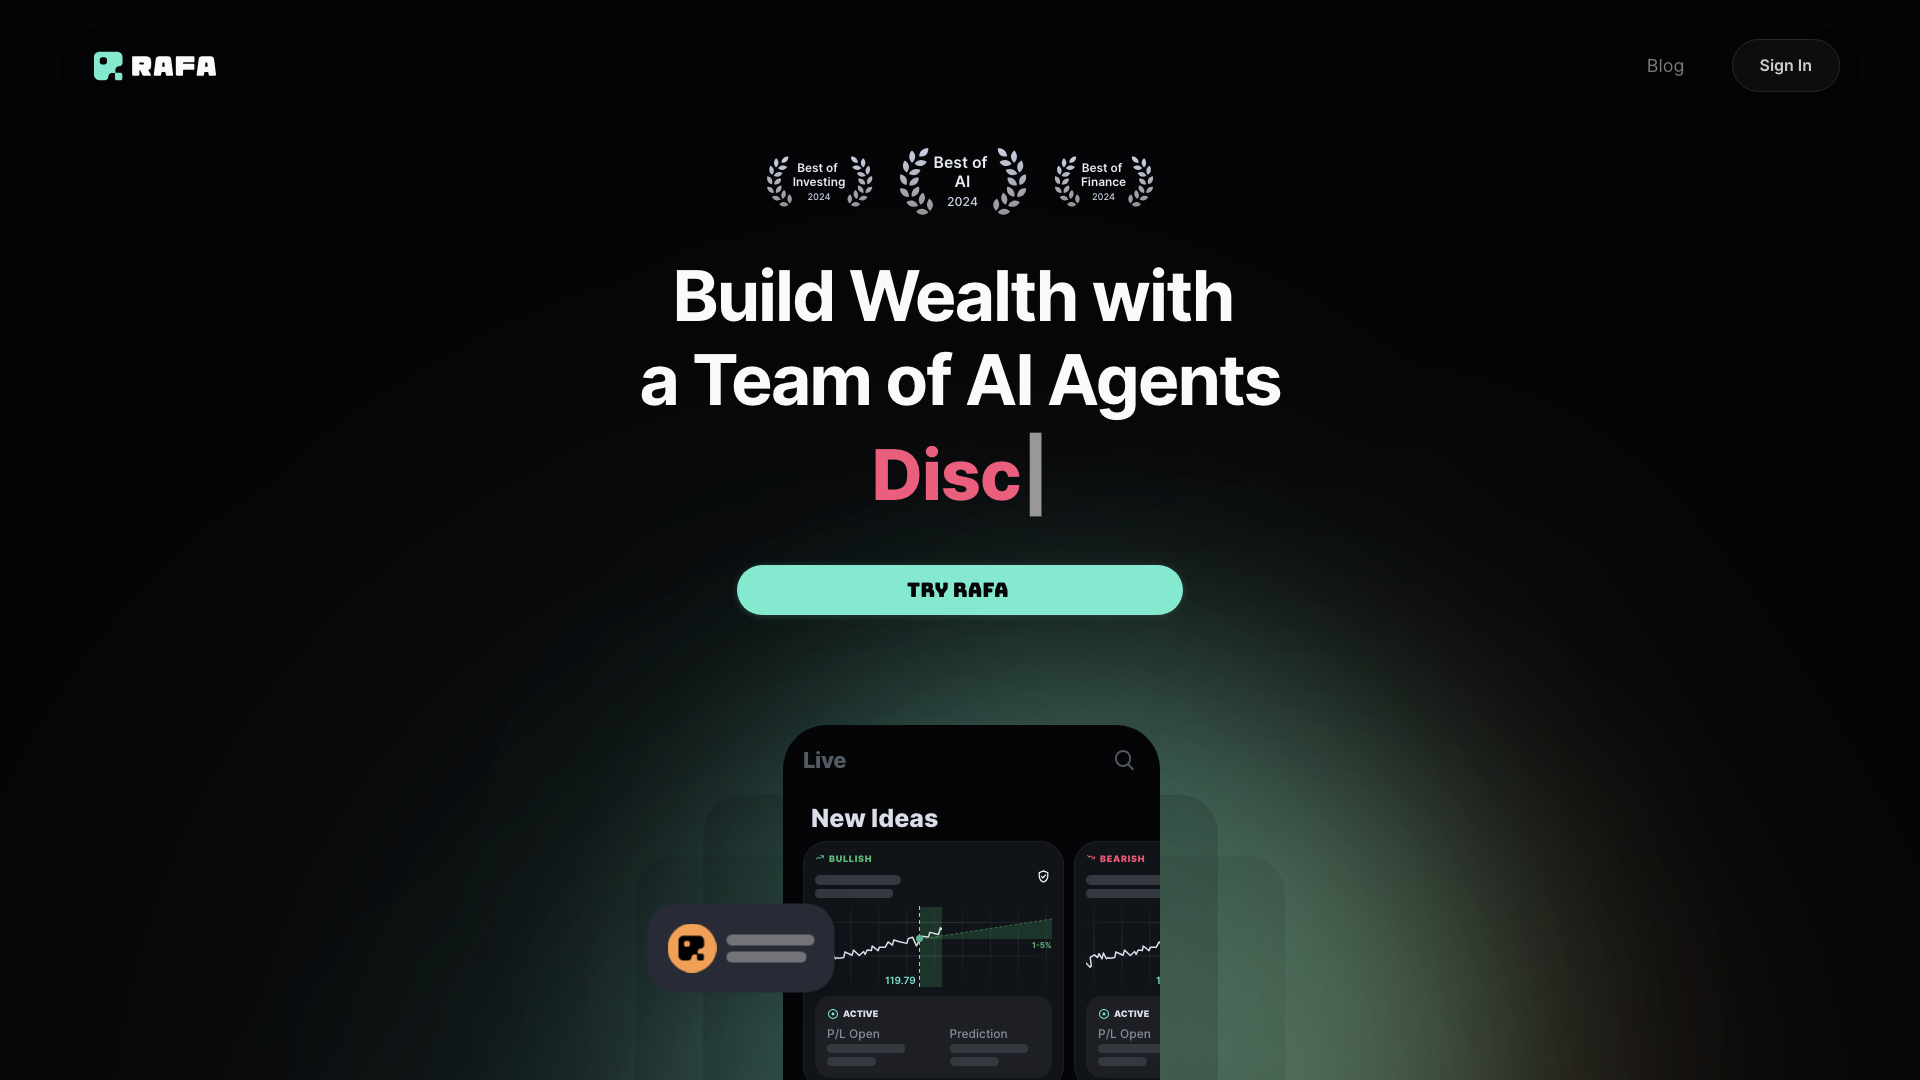 RAFA
Blog
Sign In
Best of
Investing
2024
Best of
AI
2024
Best of
Finance
2024
Build Wealth with
a Team of AI Agents
Disc
TRY RAFA
Live
New Ideas
BULLISH
1-5%
119.79
ACTIVE
P/L Open
Prediction
BEARISH
1
ACTIVE
P/L Open